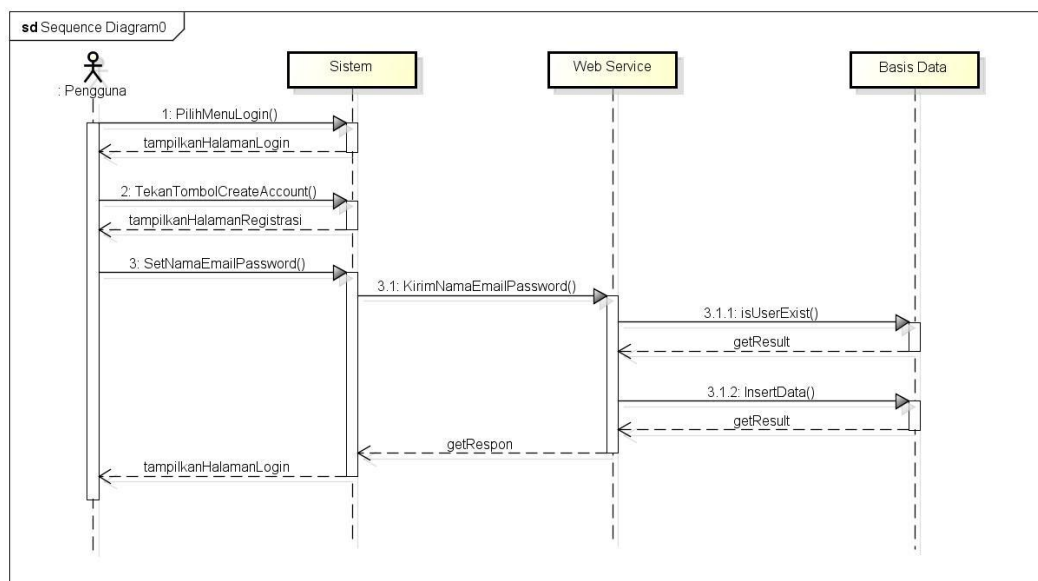 sd Sequence Diagram0
: Pengguna
Sistem
Web Service
Basis Data
1: PilihMenuLogin()
tampilkanHalamanLogin
2: TekanTombolCreateAccount()
tampilkanHalamanRegistrasi
3: SetNamaEmailPassword()
3.1: KirimNamaEmailPassword()
3.1.1: isUserExist()
getResult
3.1.2: InsertData()
getResult
getRespon
tampilkanHalamanLogin